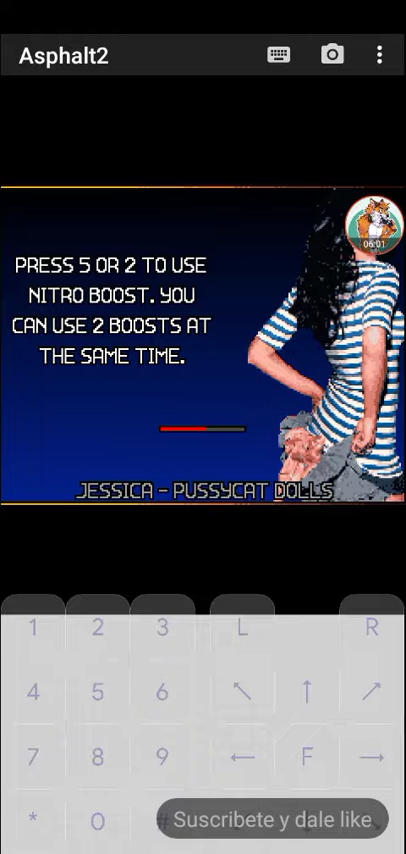 Asphalt2
06:01
PRESS 5 OR 2 TO USE
NITRO BOOST. YOU
CAN USE 2 BOOSTS AT
THE SAME TIME.
JESSICA - PUSSYCAT DOLLS
1 2 3 L R
4 5 6 ↖ ↑ ↗
7 8 9 ← F →
* 0 #
Suscribete y dale like